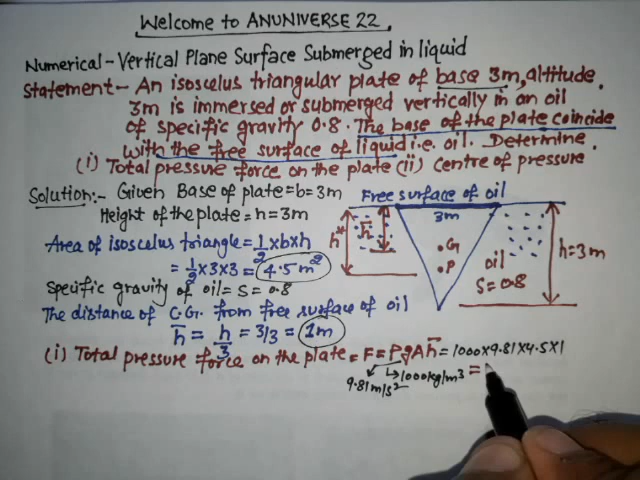 Welcome to ANUNIVERSE 22
Numerical - Vertical Plane Surface Submerged in liquid
Statement - An isosculus triangular plate of base 3m, altitude.
3m is immersed or submerged vertically in an oil
of specific gravity 0.8. The base of the plate coincide
with the free surface of liquid i.e. oil. Determine.
(i) Total pressure force on the plate (ii) centre of pressure.
Solution:- Given Base of plate = b = 3m
Height of the plate = h = 3m
Area of isosculus triangle = 1/2 x b x h
= 1/2 x 3 x 3 = 4.5 m²
Specific gravity of oil = S = 0.8
The distance of C.G. from free surface of oil
h̄ = h/3 = 3/3 = 1m
Free surface of oil
3m
h*
h̄
G
P
oil
S = 0.8
h = 3m
(i) Total pressure force on the plate = F = ρgAh̄ = 1000x9.81x4.5x1
9.81 m/s² 1000kg/m3 =